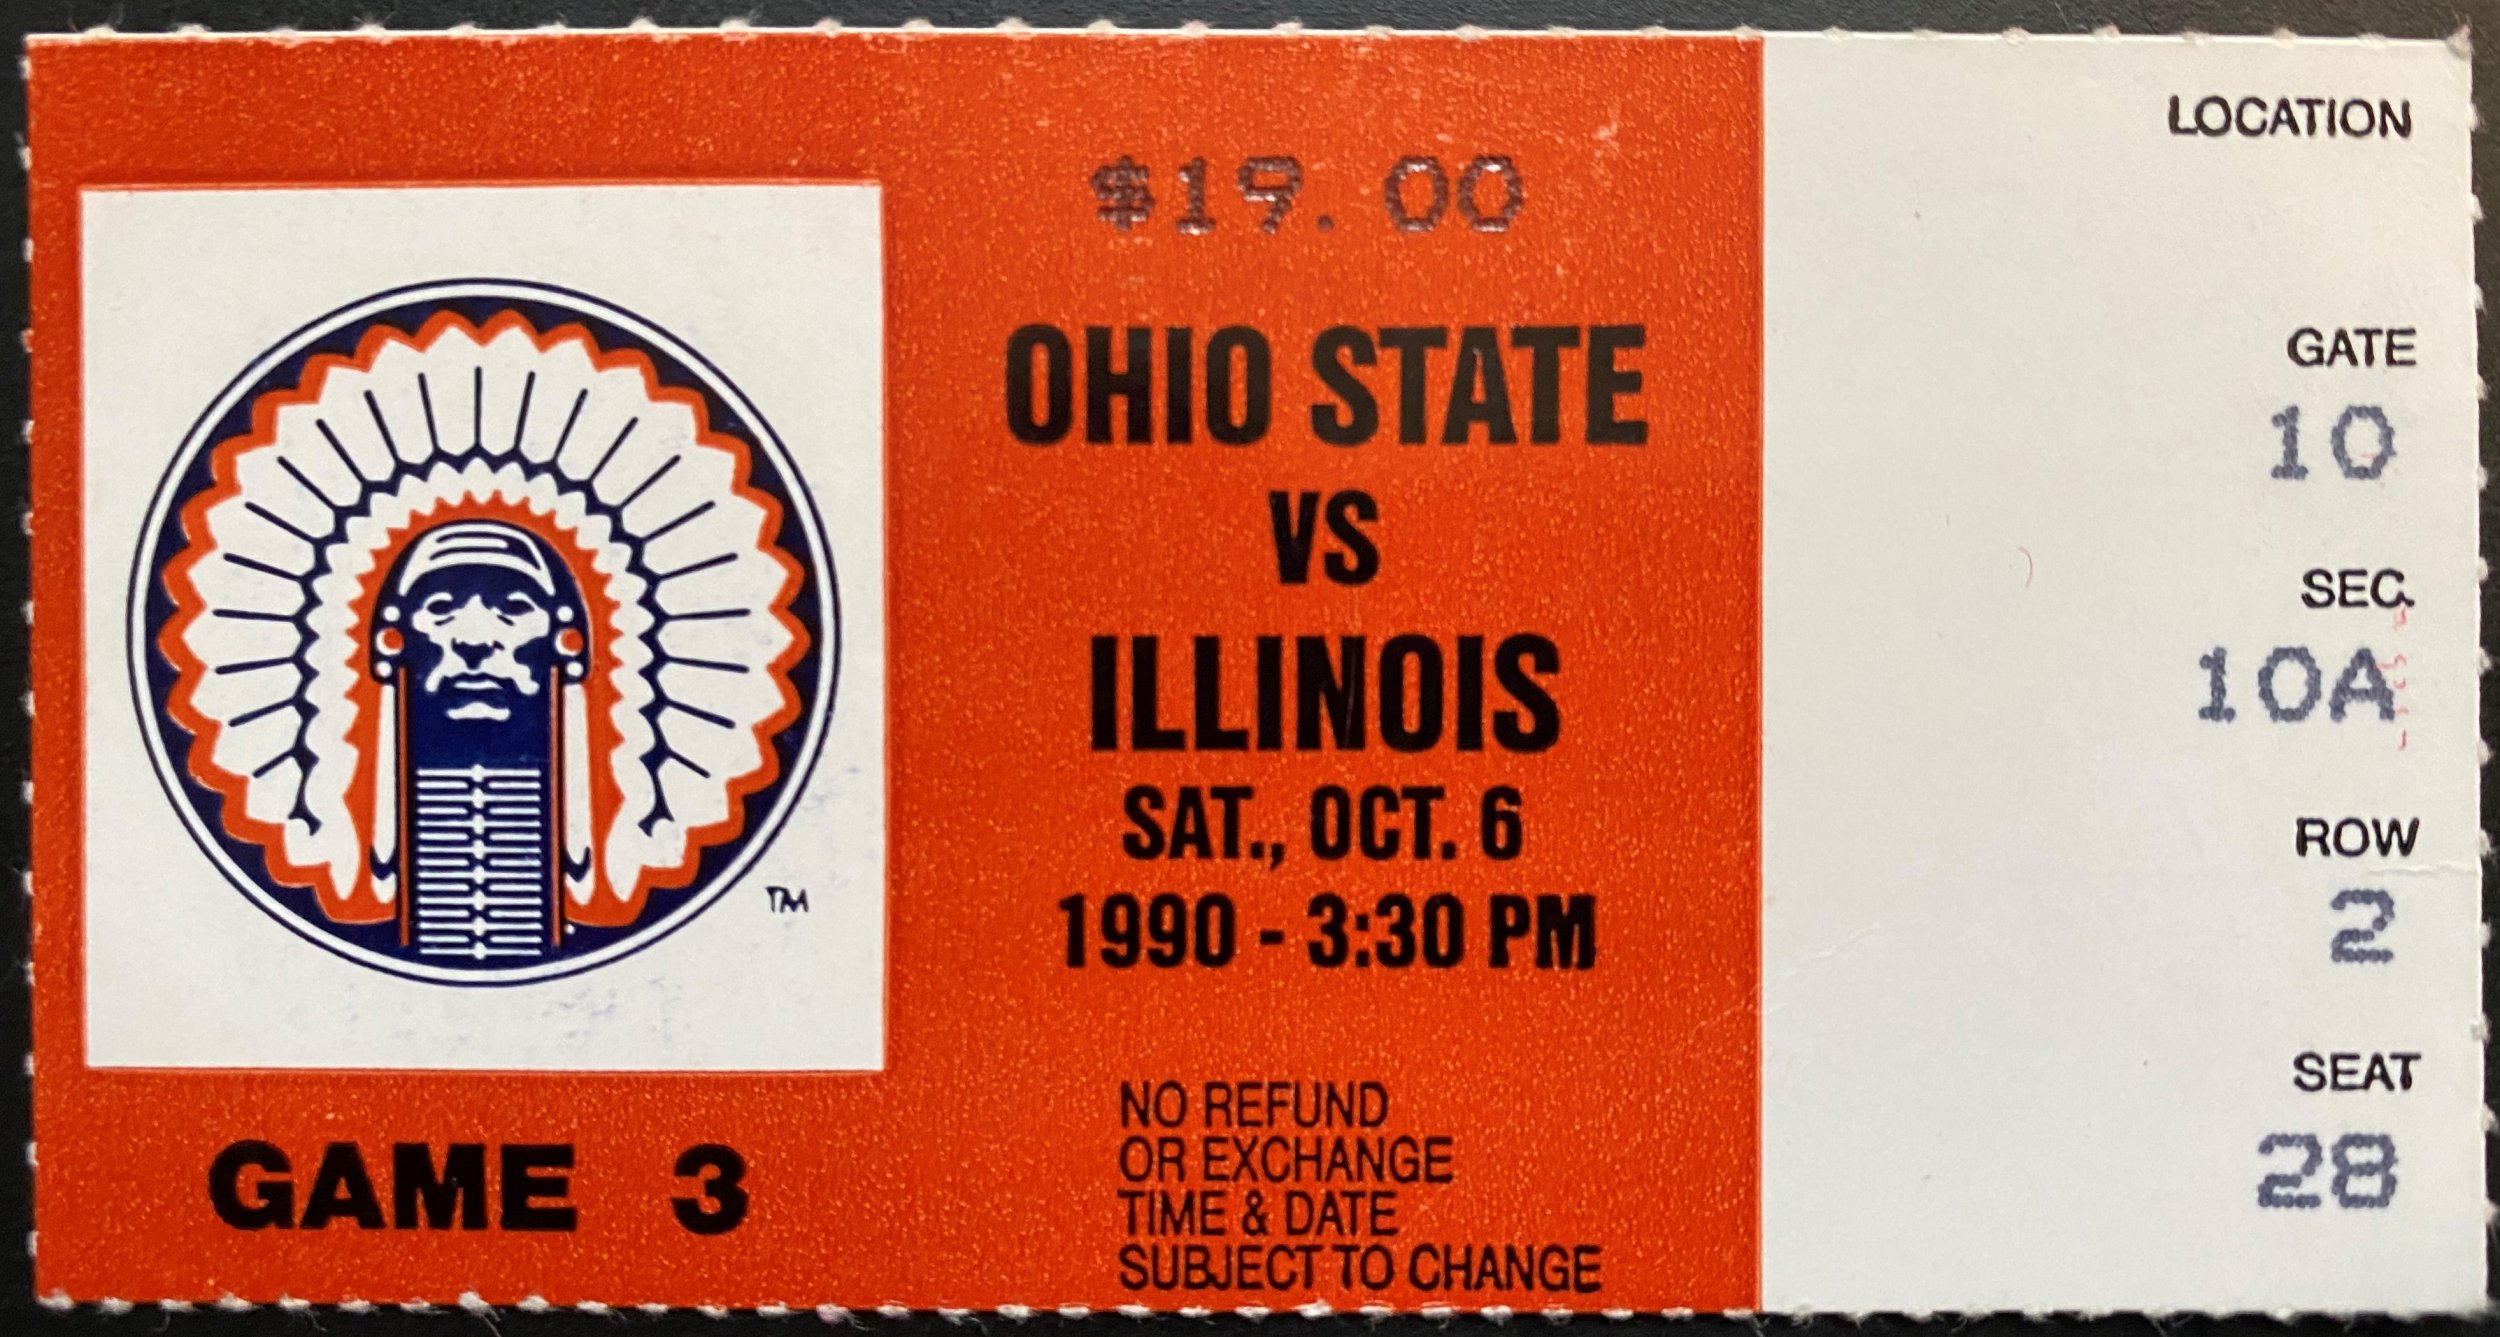 $19.00
OHIO STATE
VS
ILLINOIS
SAT., OCT. 6
1990 - 3:30 PM
NO REFUND
OR EXCHANGE
TIME & DATE
SUBJECT TO CHANGE
TM
GAME 3
LOCATION
GATE
10
SEC.
10A
ROW
2
SEAT
28